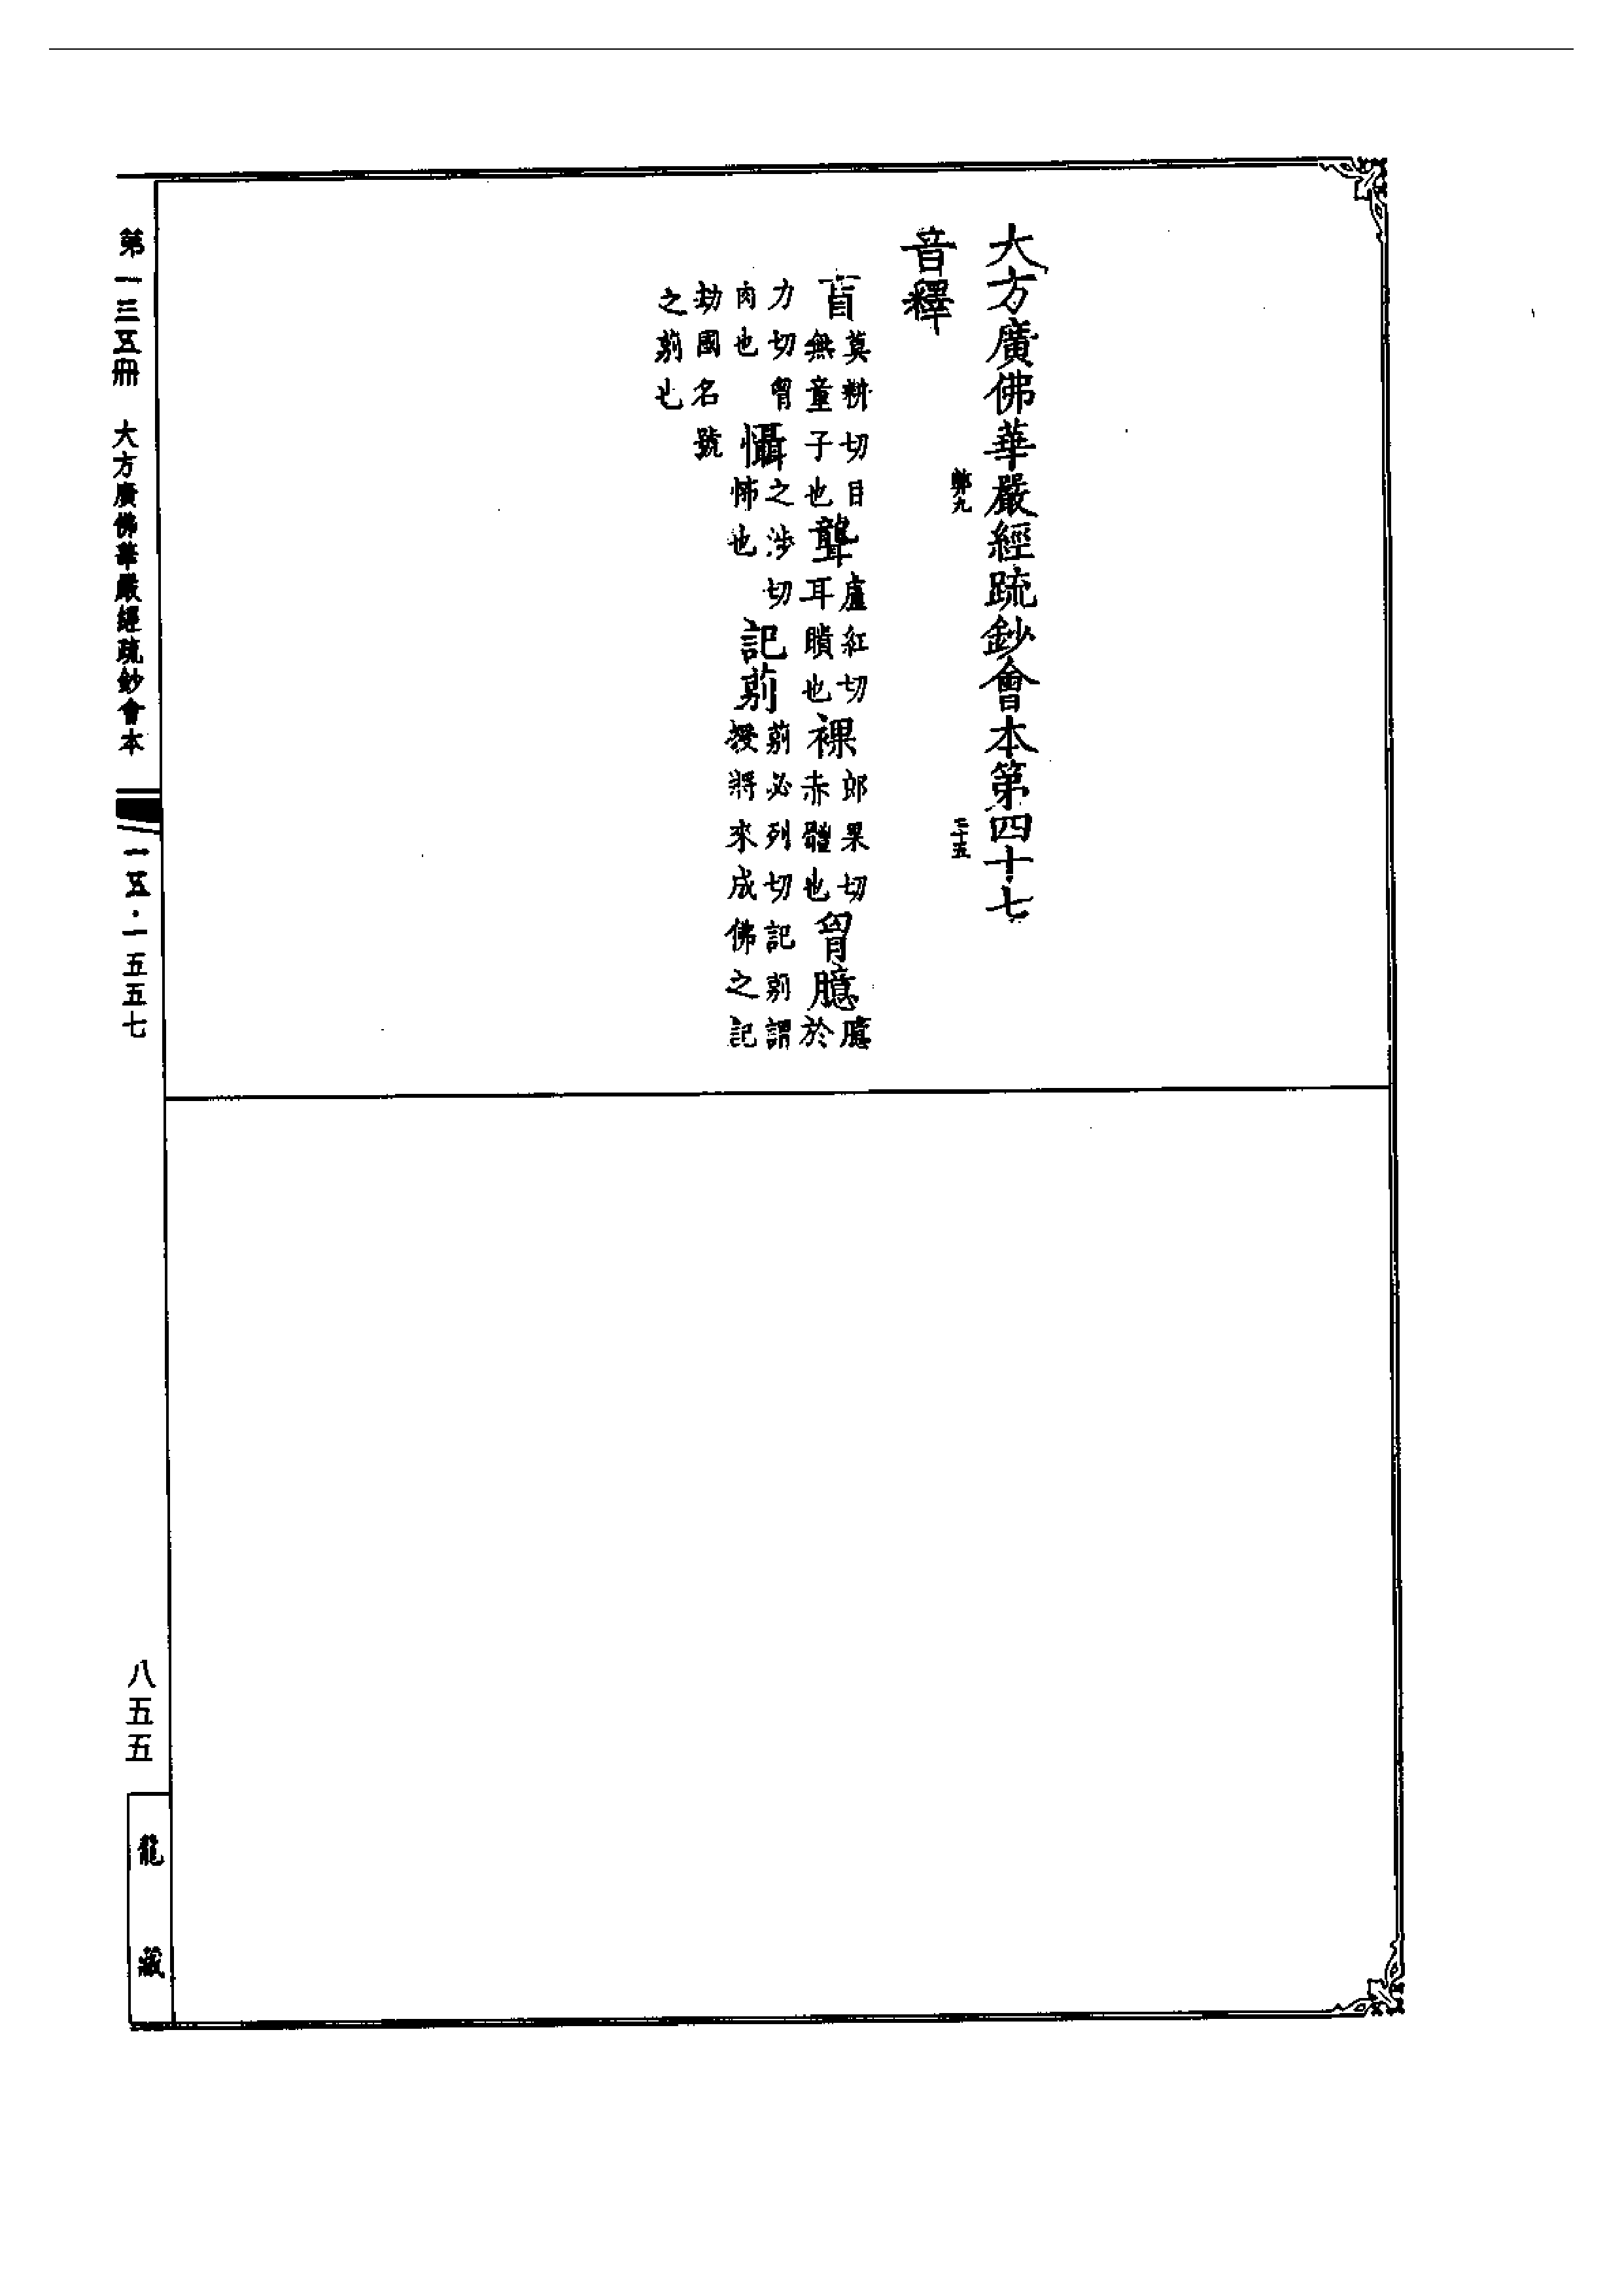 大方廣佛華嚴經疏鈔會本第四十七
九 二十五
音釋
盲莫耕切目無童子也聾盧紅切耳聵也裸郎果切赤體也胷臆臆於
力切胷肉也懾之涉切怖也記莂莂必列切記莂謂授將來成佛之記
劫國名號
之莂也
第一三五冊 大方廣佛華嚴經疏鈔會本
一五·一五五七
八五五
龍藏